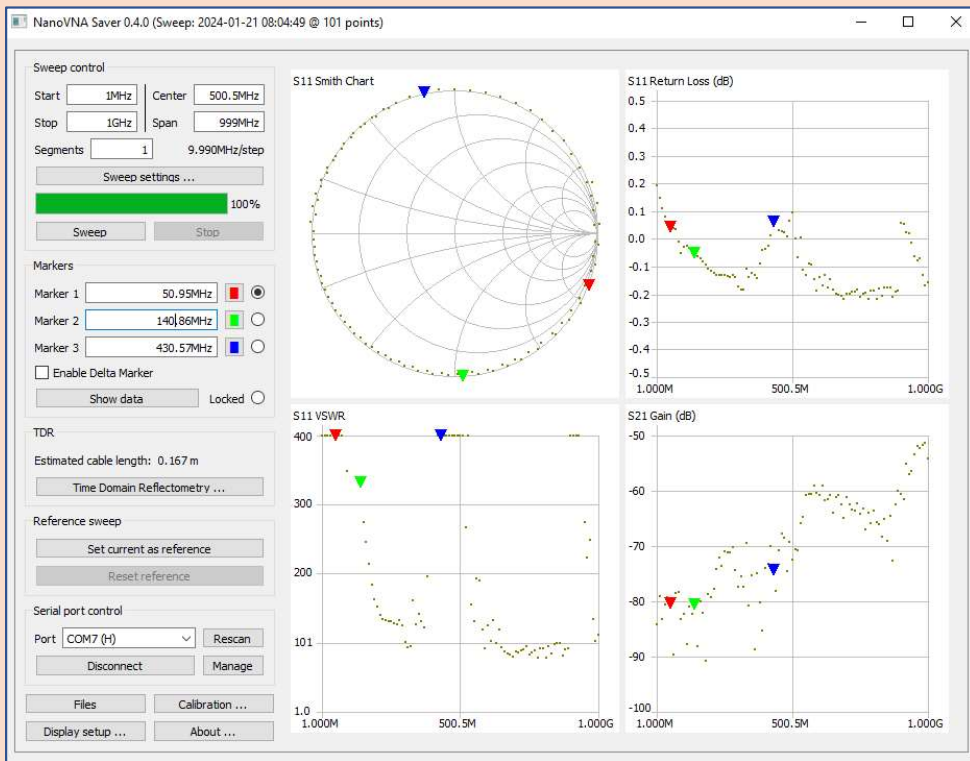 NanoVNA Saver 0.4.0 (Sweep: 2024-01-21 08:04:49 @ 101 points)
Sweep control
Start 1MHz Center 500.5MHz
Stop 1GHz Span 999MHz
Segments 1 9.990MHz/step
Sweep settings ...
100%
Sweep Stop
Markers
Marker 1 50.95MHz
Marker 2 140.86MHz
Marker 3 430.57MHz
Enable Delta Marker
Show data Locked
TDR
Estimated cable length: 0.167 m
Time Domain Reflectometry ...
Reference sweep
Set current as reference
Reset reference
Serial port control
Port COM7 (H) Rescan
Disconnect Manage
Files Calibration ...
Display setup ... About ...
S11 Smith Chart
S11 Return Loss (dB)
0.5
0.4
0.3
0.2
0.1
0.0
-0.1
-0.2
-0.3
-0.4
-0.5
1.000M 500.5M 1.000G
S11 VSWR
400
300
200
101
1.0
1.000M 500.5M 1.000G
S21 Gain (dB)
-50
-60
-70
-80
-90
-100
1.000M 500.5M 1.000G